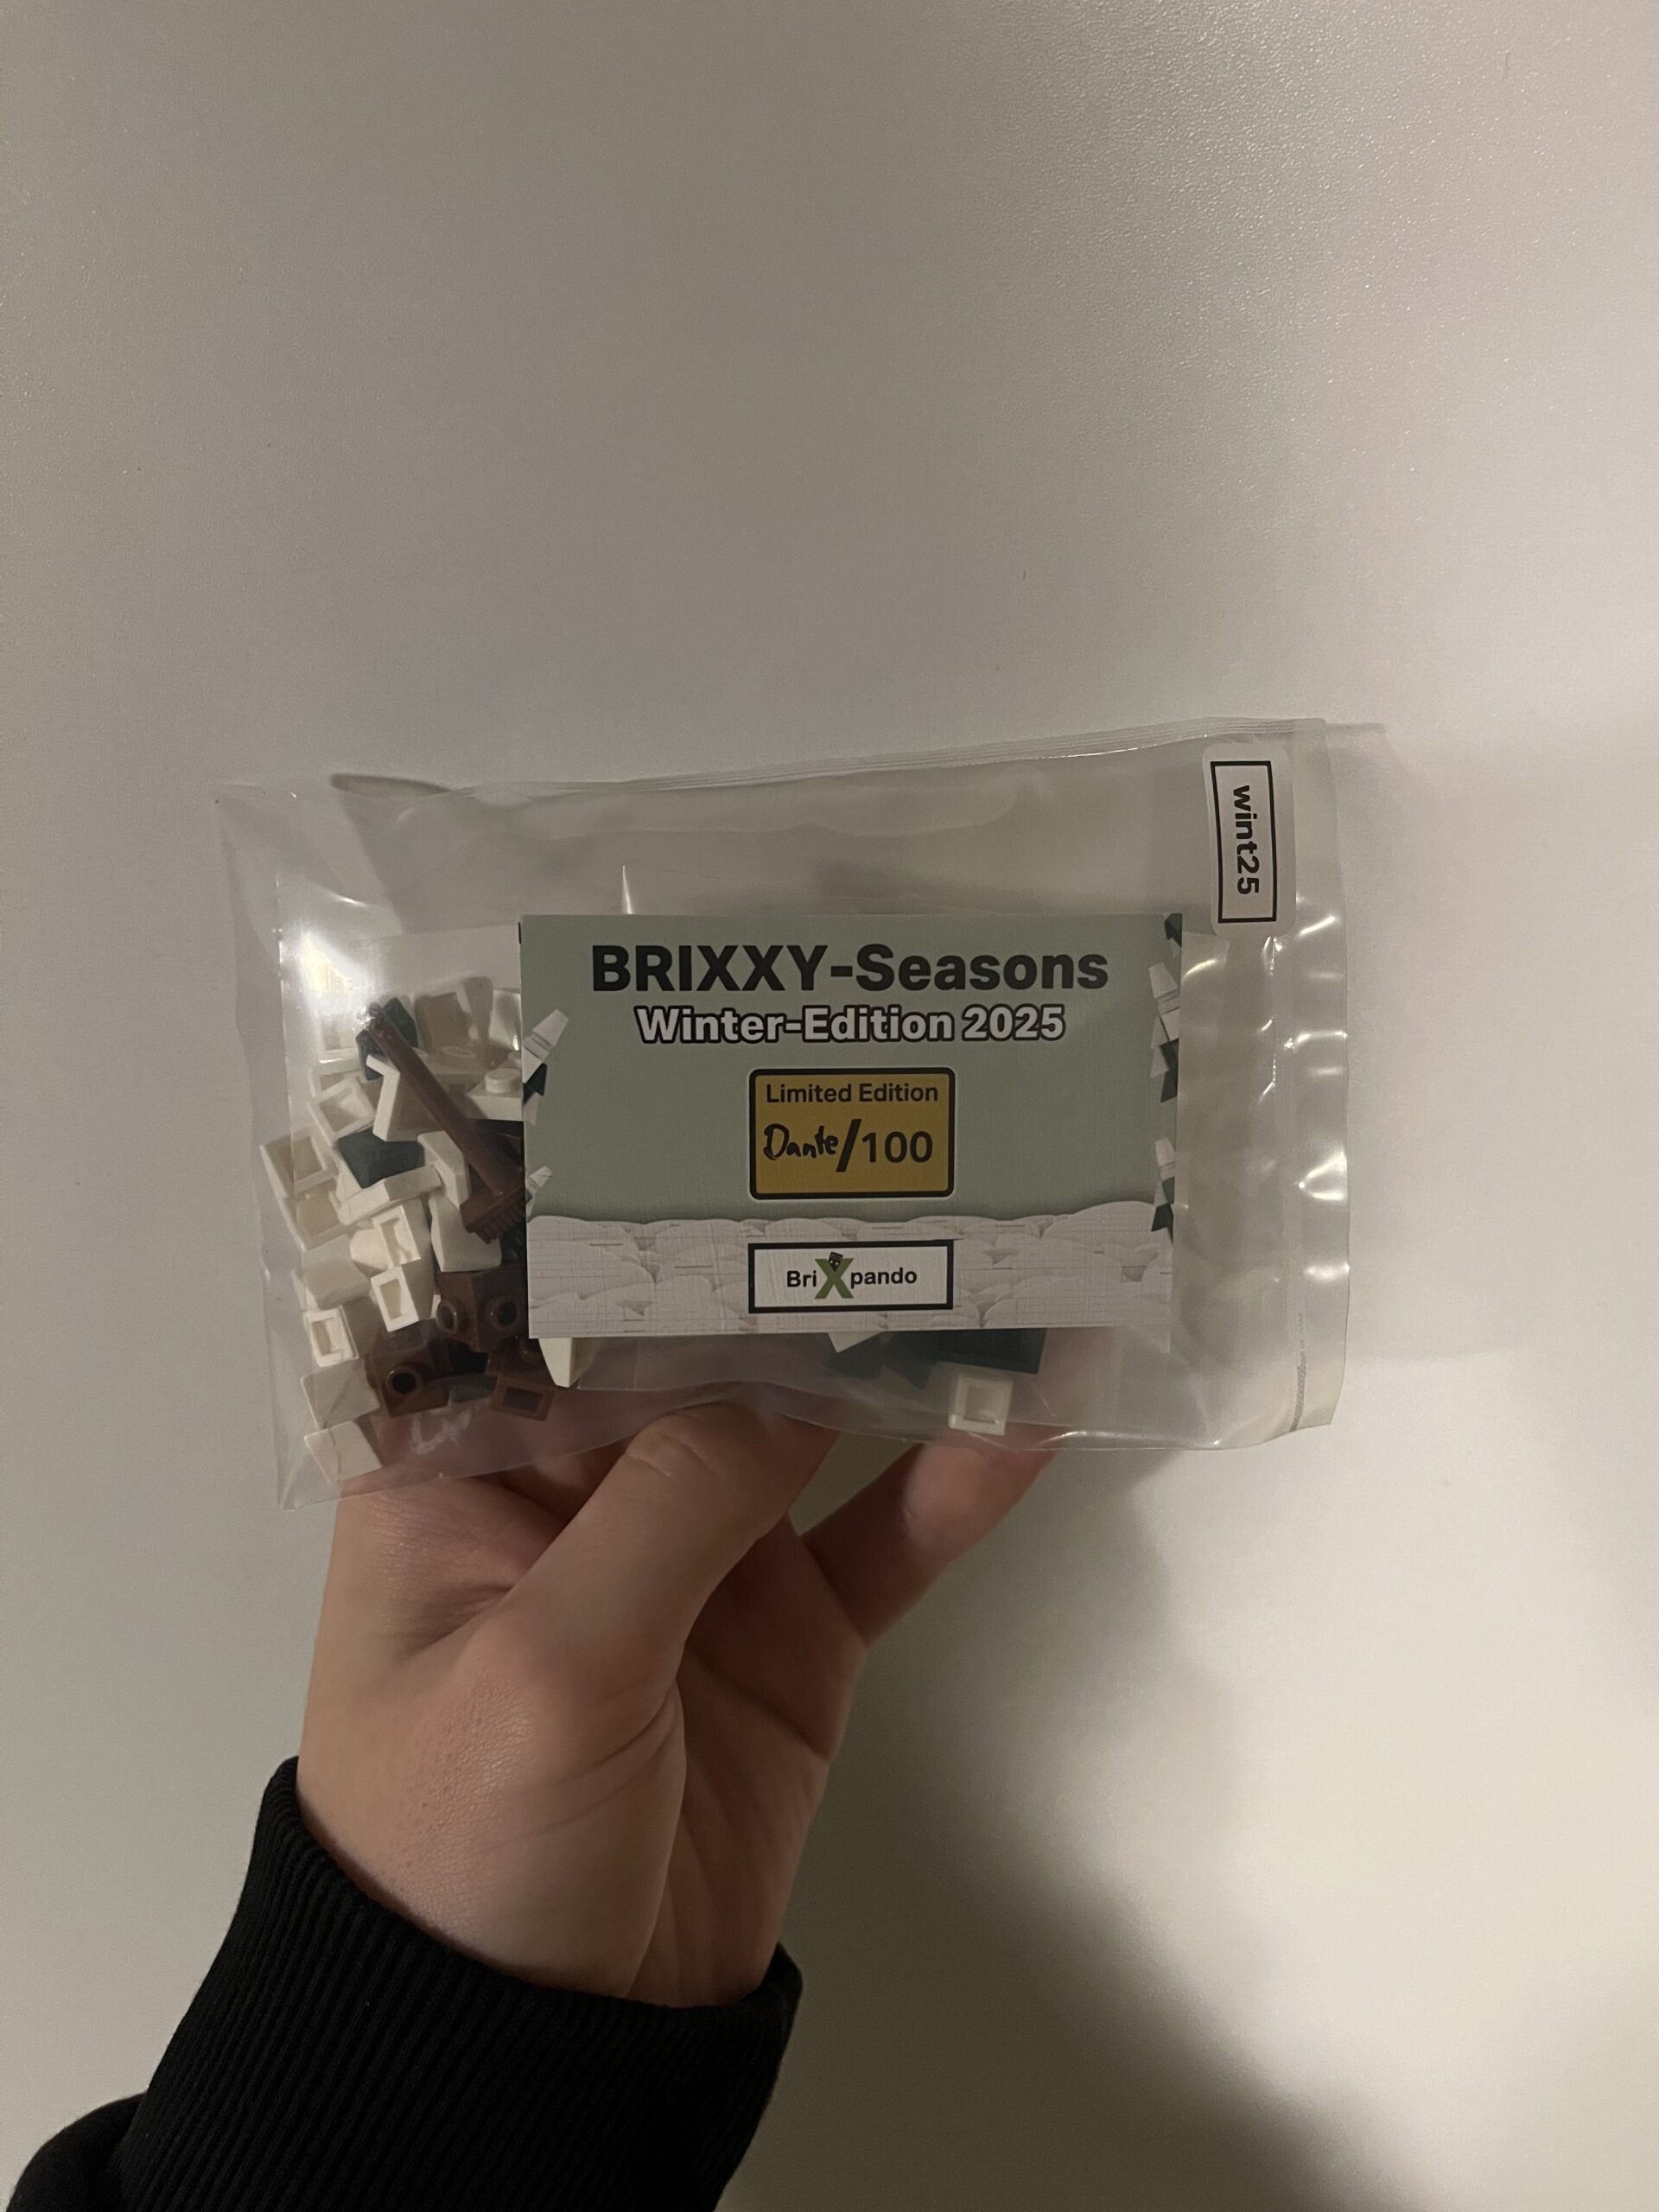 wint25
BRIXXY-Seasons
Winter-Edition 2025
Limited Edition
Dante/100
BriXpando